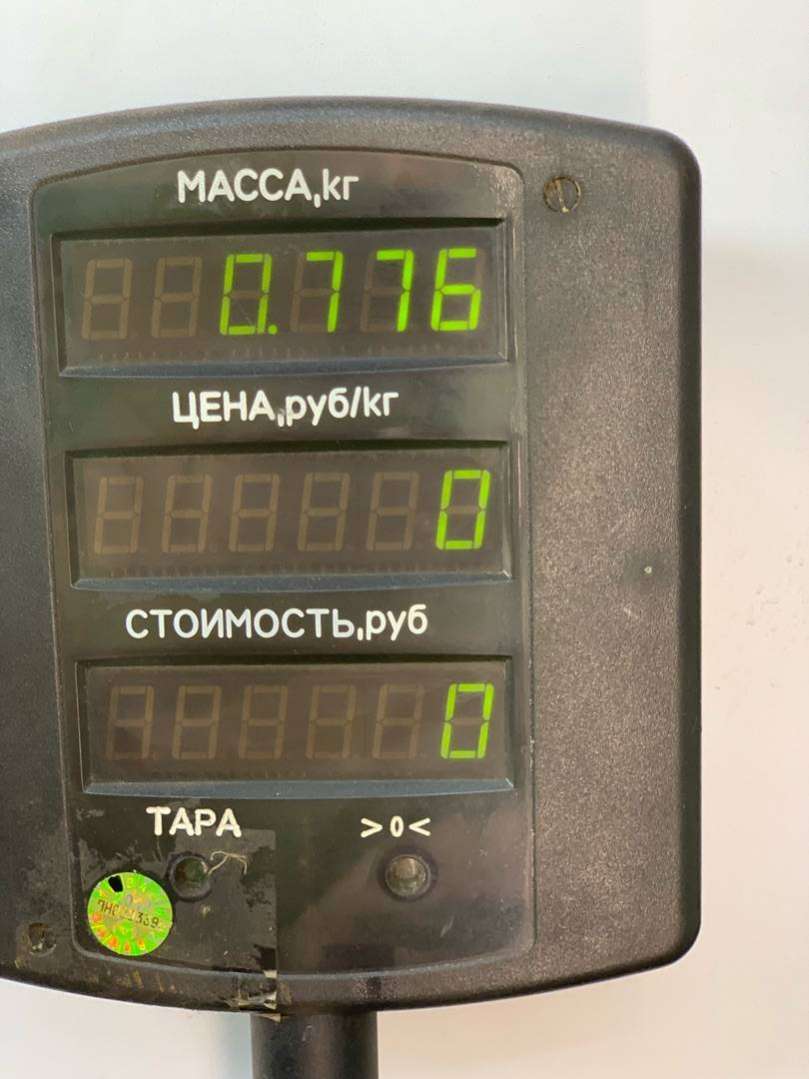 МАССА,кг
0.776
ЦЕНА,руб/кг
0
СТОИМОСТЬ,руб
0
ТАРА >0<